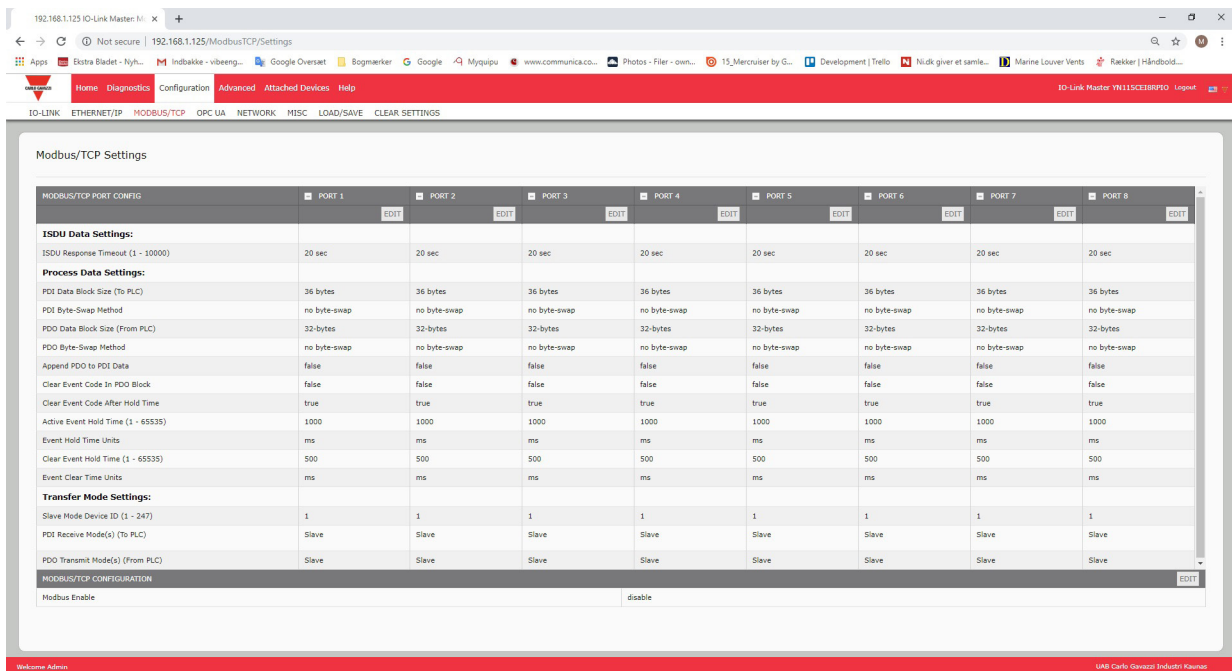 192.168.1.125 IO-Link Master: M
Not secure | 192.168.1.125/ModbusTCP/Settings
M
Apps Ekstra Bladet - Nyh... Indbakke - vibeeng... Google Oversæt Bogmærker Google Myquipu www.communica.co... Photos - Filer - own... 15_Mercruiser by G... Development | Trello Ni.dk giver et samle... Marine Louver Vents Rækker | Håndbold....
CARLO GAVAZZI Home Diagnostics Configuration Advanced Attached Devices Help IO-Link Master YN115CEI8RPIO Logout
IO-LINK ETHERNET/IP MODBUS/TCP OPC UA NETWORK MISC LOAD/SAVE CLEAR SETTINGS
Modbus/TCP Settings
MODBUS/TCP PORT CONFIG PORT 1 PORT 2 PORT 3 PORT 4 PORT 5 PORT 6 PORT 7 PORT 8
EDIT EDIT EDIT EDIT EDIT EDIT EDIT EDIT
ISDU Data Settings:
ISDU Response Timeout (1 - 10000) 20 sec 20 sec 20 sec 20 sec 20 sec 20 sec 20 sec 20 sec
Process Data Settings:
PDI Data Block Size (To PLC) 36 bytes 36 bytes 36 bytes 36 bytes 36 bytes 36 bytes 36 bytes 36 bytes
PDI Byte-Swap Method no byte-swap no byte-swap no byte-swap no byte-swap no byte-swap no byte-swap no byte-swap no byte-swap
PDO Data Block Size (From PLC) 32-bytes 32-bytes 32-bytes 32-bytes 32-bytes 32-bytes 32-bytes 32-bytes
PDO Byte-Swap Method no byte-swap no byte-swap no byte-swap no byte-swap no byte-swap no byte-swap no byte-swap no byte-swap
Append PDO to PDI Data false false false false false false false false
Clear Event Code In PDO Block false false false false false false false false
Clear Event Code After Hold Time true true true true true true true true
Active Event Hold Time (1 - 65535) 1000 1000 1000 1000 1000 1000 1000 1000
Event Hold Time Units ms ms ms ms ms ms ms ms
Clear Event Hold Time (1 - 65535) 500 500 500 500 500 500 500 500
Event Clear Time Units ms ms ms ms ms ms ms ms
Transfer Mode Settings:
Slave Mode Device ID (1 - 247) 1 1 1 1 1 1 1 1
PDI Receive Mode(s) (To PLC) Slave Slave Slave Slave Slave Slave Slave Slave
PDO Transmit Mode(s) (From PLC) Slave Slave Slave Slave Slave Slave Slave Slave
MODBUS/TCP CONFIGURATION EDIT
Modbus Enable disable
Welcome Admin UAB Carlo Gavazzi Industri Kaunas